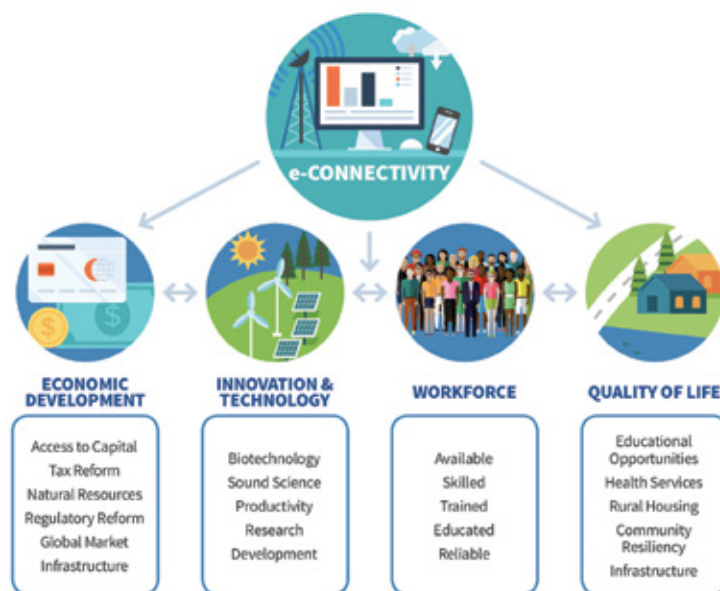 e-CONNECTIVITY
ECONOMIC
DEVELOPMENT
Access to Capital
Tax Reform
Natural Resources
Regulatory Reform
Global Market
Infrastructure
INNOVATION &
TECHNOLOGY
Biotechnology
Sound Science
Productivity
Research
Development
WORKFORCE
Available
Skilled
Trained
Educated
Reliable
QUALITY OF LIFE
Educational
Opportunities
Health Services
Rural Housing
Community
Resiliency
Infrastructure